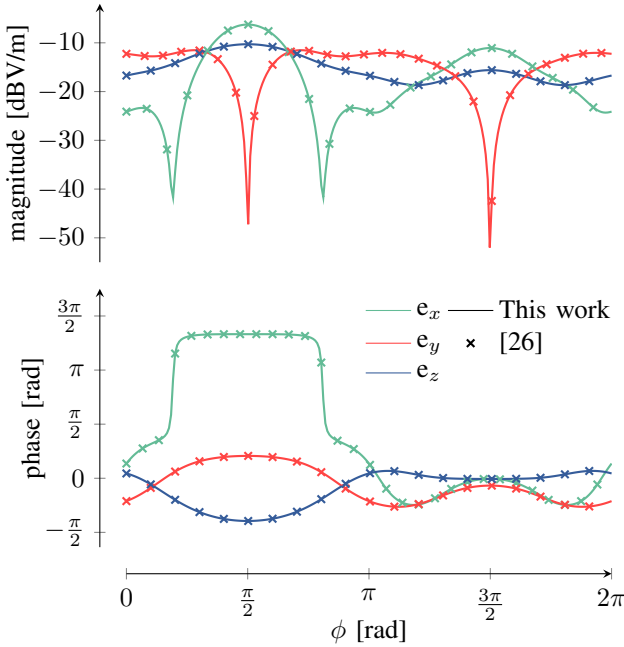 magnitude [dBV/m]
−10
−20
−30
−40
−50
phase [rad]
3π/2
π
π/2
0
−π/2
e_x This work
e_y × [26]
e_z
0 π/2 π 3π/2 2π
ϕ [rad]